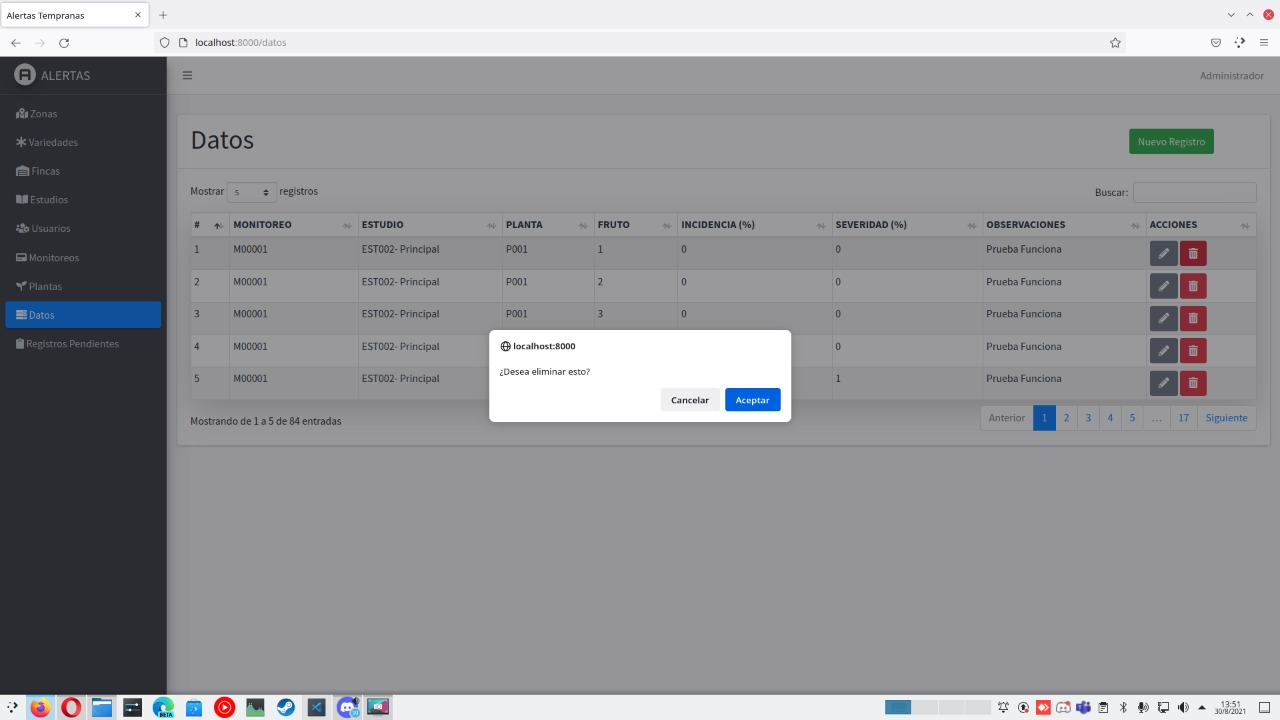 Alertas Tempranas
localhost:8000/datos
ALERTAS
Administrador
Zonas
Variedades
Fincas
Estudios
Usuarios
Monitoreos
Plantas
Datos
Registros Pendientes
Datos
Nuevo Registro
Mostrar 5 registros
Buscar:
# MONITOREO ESTUDIO PLANTA FRUTO INCIDENCIA (%) SEVERIDAD (%) OBSERVACIONES ACCIONES
1 M00001 EST002- Principal P001 1 0 0 Prueba Funciona
2 M00001 EST002- Principal P001 2 0 0 Prueba Funciona
3 M00001 EST002- Principal P001 3 0 0 Prueba Funciona
4 M00001 EST002- Principal 0 Prueba Funciona
5 M00001 EST002- Principal 1 Prueba Funciona
localhost:8000
¿Desea eliminar esto?
Cancelar Aceptar
Mostrando de 1 a 5 de 84 entradas
Anterior 1 2 3 4 5 … 17 Siguiente
BETA
13:51
30/8/2021